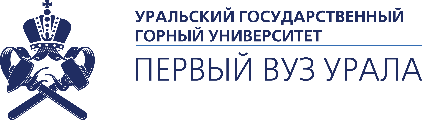 УРАЛЬСКИЙ ГОСУДАРСТВЕННЫЙ
ГОРНЫЙ УНИВЕРСИТЕТ
ПЕРВЫЙ ВУЗ УРАЛА